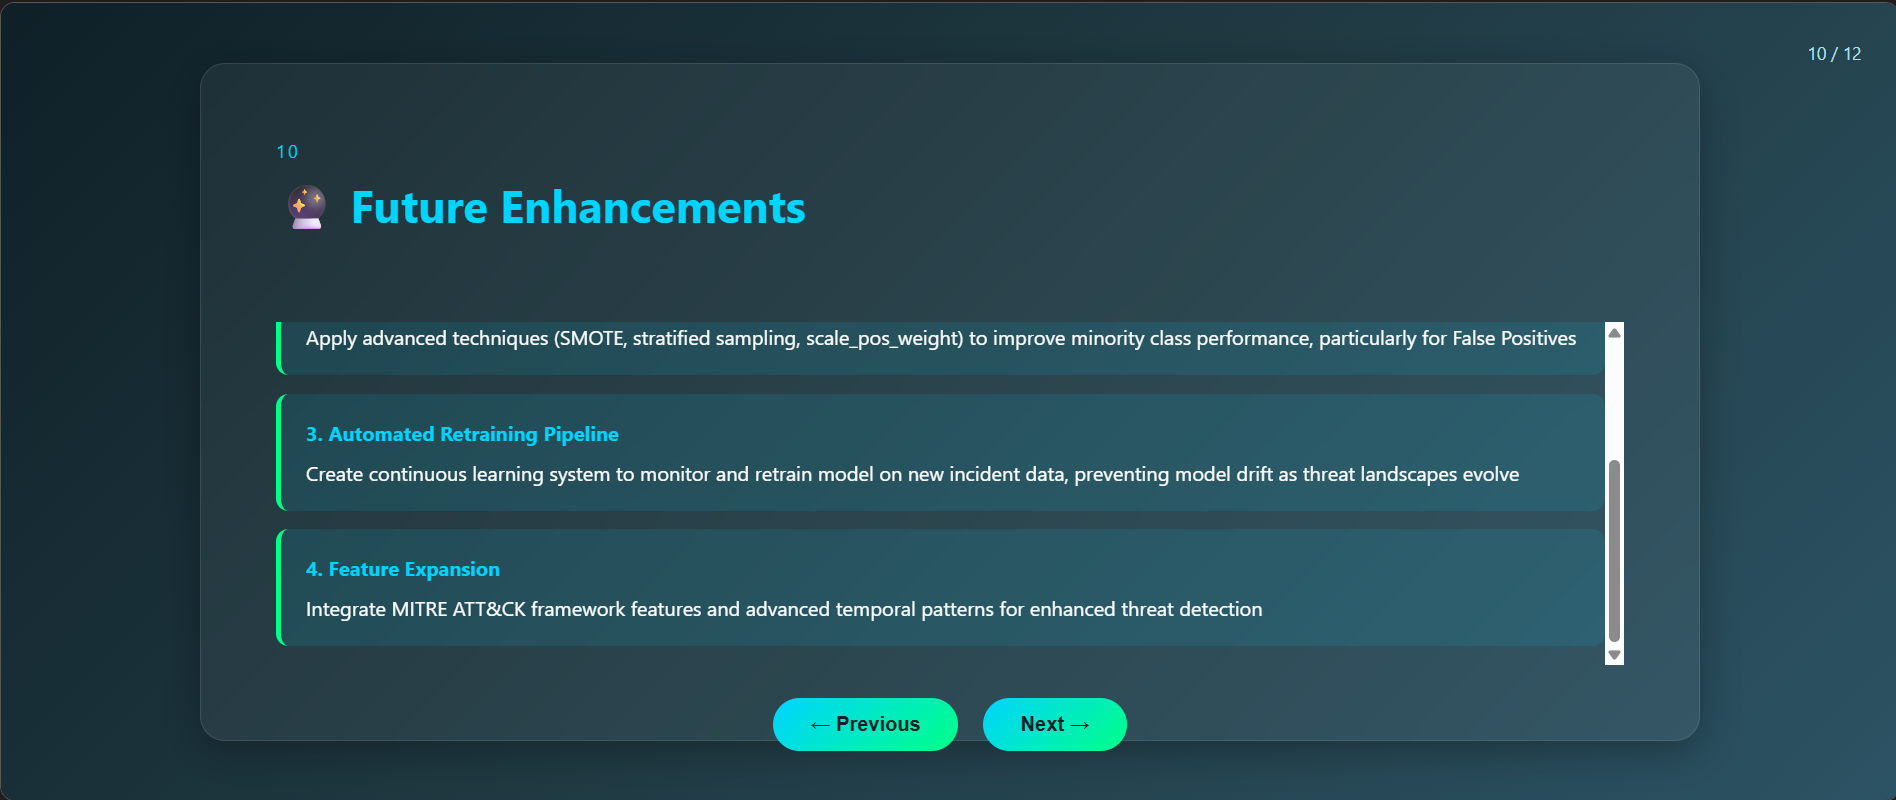 10 / 12
10
Future Enhancements
Apply advanced techniques (SMOTE, stratified sampling, scale_pos_weight) to improve minority class performance, particularly for False Positives
3. Automated Retraining Pipeline
Create continuous learning system to monitor and retrain model on new incident data, preventing model drift as threat landscapes evolve
4. Feature Expansion
Integrate MITRE ATT&CK framework features and advanced temporal patterns for enhanced threat detection
← Previous
Next →